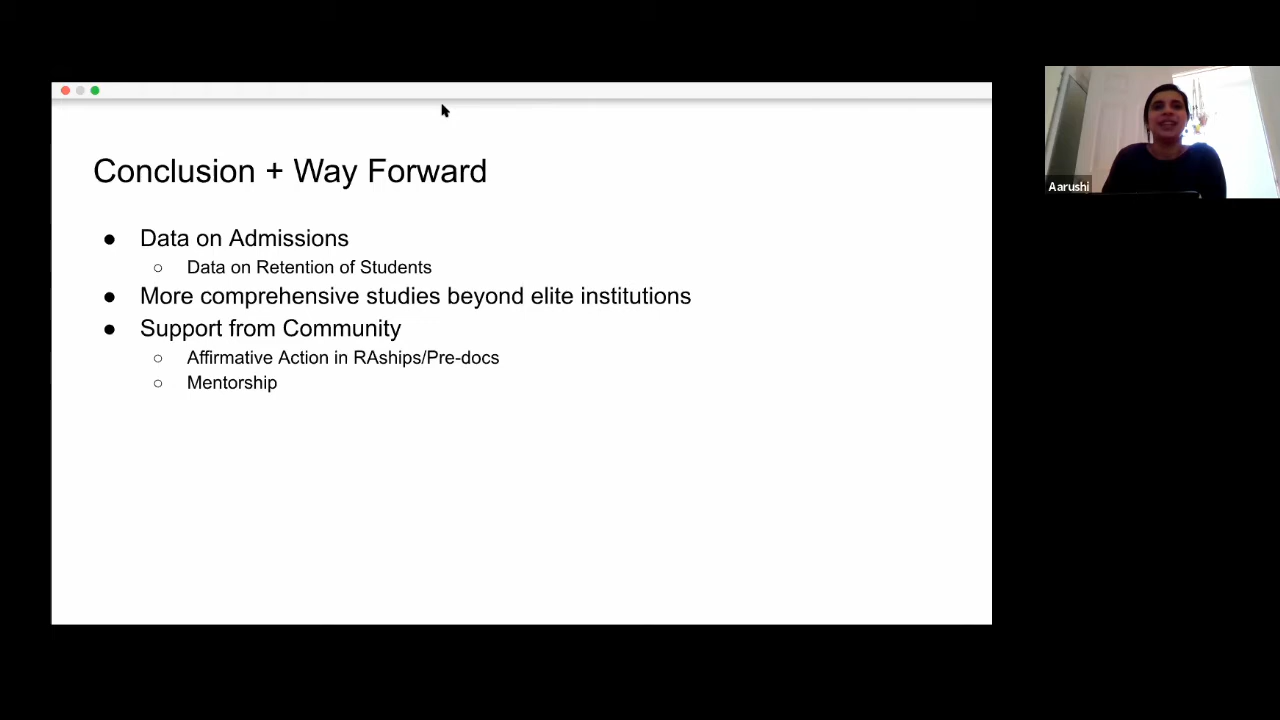 Conclusion + Way Forward
● Data on Admissions
○ Data on Retention of Students
● More comprehensive studies beyond elite institutions
● Support from Community
○ Affirmative Action in RAships/Pre-docs
○ Mentorship
Aarushi